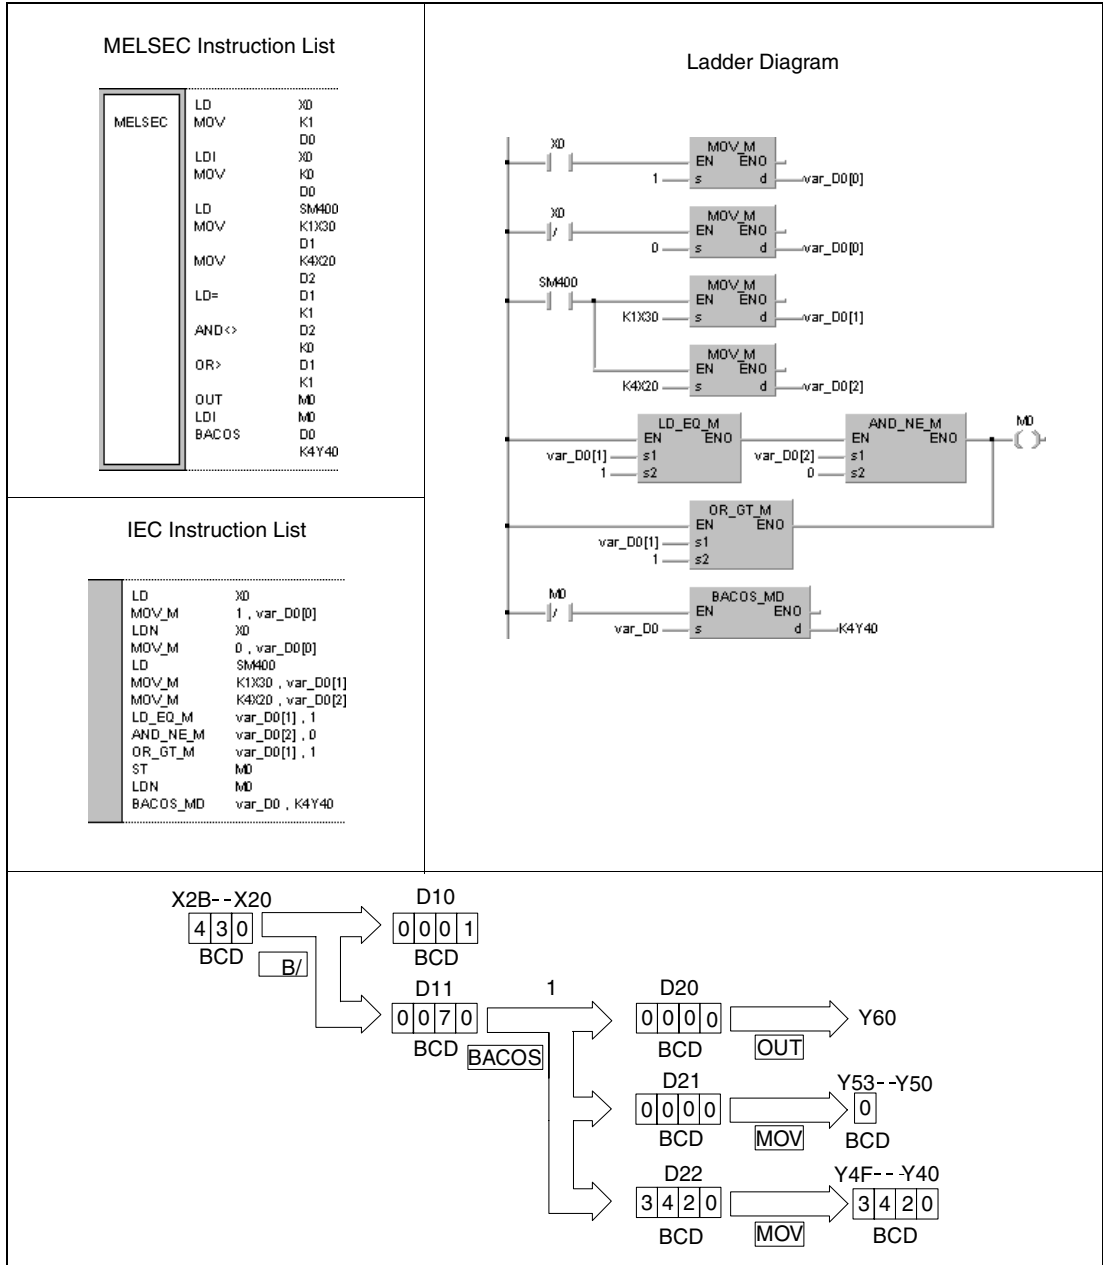 MELSEC Instruction List
MELSEC
LD X0
MOV K1
D0
LDI X0
MOV K0
D0
LD SM400
MOV K1X30
D1
MOV K4X20
D2
LD= D1
K1
AND<> D2
K0
OR> D1
K1
OUT M0
LDI M0
BACOS D0
K4Y40
IEC Instruction List
LD X0
MOV_M 1 , var_D0[0]
LDN X0
MOV_M 0 , var_D0[0]
LD SM400
MOV_M K1X30 , var_D0[1]
MOV_M K4X20 , var_D0[2]
LD_EQ_M var_D0[1] , 1
AND_NE_M var_D0[2] , 0
OR_GT_M var_D0[1] , 1
ST M0
LDN M0
BACOS_MD var_D0 , K4Y40
Ladder Diagram
X0
MOV_M
EN ENO
1 s d var_D0[0]
X0
MOV_M
EN ENO
0 s d var_D0[0]
SM400
MOV_M
EN ENO
K1X30 s d var_D0[1]
MOV_M
EN ENO
K4X20 s d var_D0[2]
LD_EQ_M AND_NE_M M0
EN ENO EN ENO
var_D0[1] s1 var_D0[2] s1
1 s2 0 s2
OR_GT_M
EN ENO
var_D0[1] s1
1 s2
M0
BACOS_MD
EN ENO
var_D0 s d K4Y40
X2B--X20 D10
4 3 0 0 0 0 1
BCD BCD
B/
D11 1 D20
0 0 7 0 0 0 0 0 Y60
BCD BACOS BCD OUT
D21 Y53--Y50
0 0 0 0 0
BCD MOV BCD
D22 Y4F---Y40
3 4 2 0 3 4 2 0
BCD MOV BCD